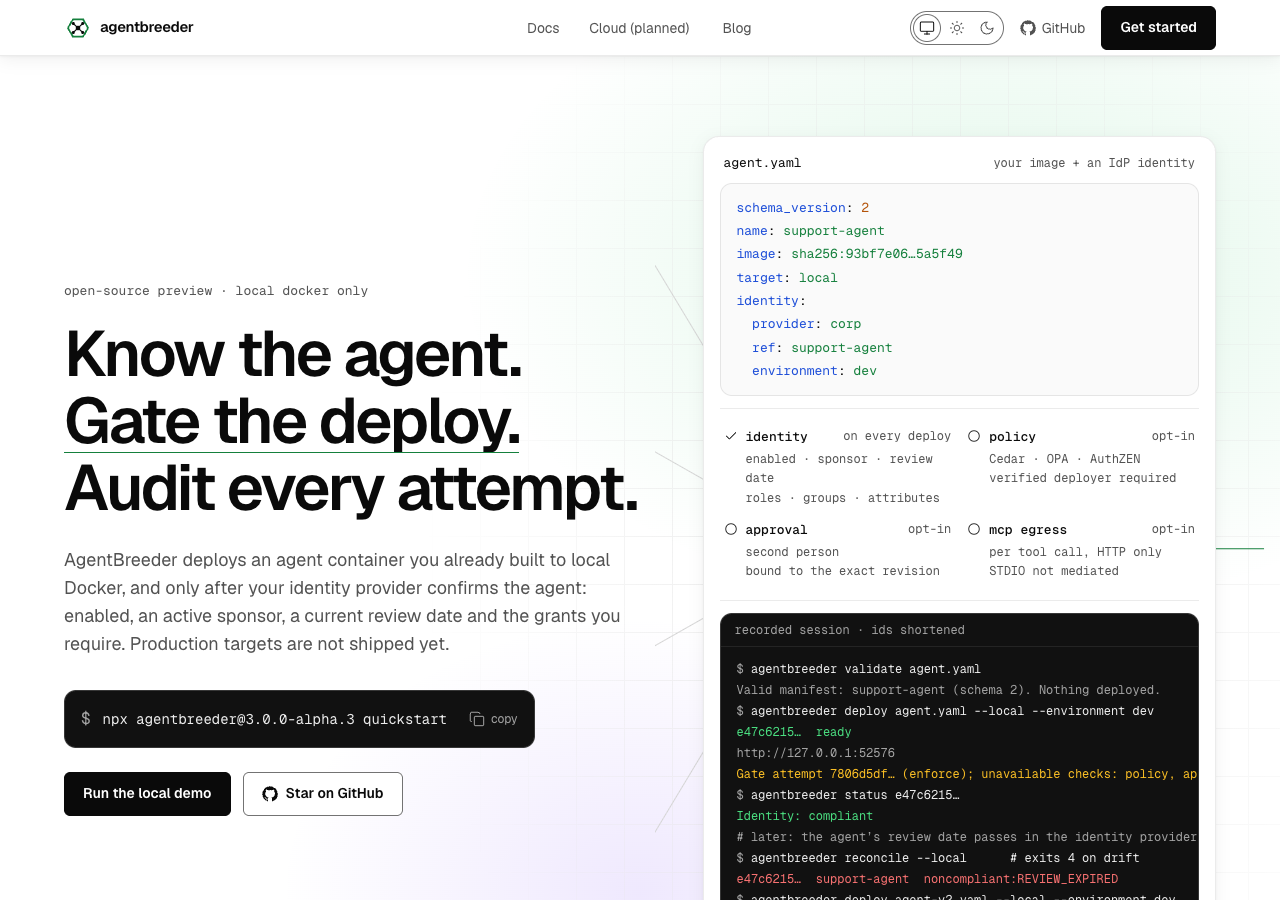 agentbreeder
Docs
Cloud (planned)
Blog
GitHub
Get started
open-source preview · local docker only
Know the agent.
Gate the deploy.
Audit every attempt.
AgentBreeder deploys an agent container you already built to local
Docker, and only after your identity provider confirms the agent:
enabled, an active sponsor, a current review date and the grants you
require. Production targets are not shipped yet.
$ npx agentbreeder@3.0.0-alpha.3 quickstart
copy
Run the local demo
Star on GitHub
agent.yaml
your image + an IdP identity
schema_version: 2
name: support-agent
image: sha256:93bf7e06…5a5f49
target: local
identity:
provider: corp
ref: support-agent
environment: dev
identity
on every deploy
enabled · sponsor · review
date
roles · groups · attributes
policy
opt-in
Cedar · OPA · AuthZEN
verified deployer required
approval
opt-in
second person
bound to the exact revision
mcp egress
opt-in
per tool call, HTTP only
STDIO not mediated
recorded session · ids shortened
$ agentbreeder validate agent.yaml
Valid manifest: support-agent (schema 2). Nothing deployed.
$ agentbreeder deploy agent.yaml --local --environment dev
e47c6215… ready
http://127.0.0.1:52576
Gate attempt 7806d5df… (enforce); unavailable checks: policy, ap
$ agentbreeder status e47c6215…
Identity: compliant
# later: the agent's review date passes in the identity provider
$ agentbreeder reconcile --local # exits 4 on drift
e47c6215… support-agent noncompliant:REVIEW_EXPIRED
$ agentbreeder deploy agent-v2.yaml --local --environment dev